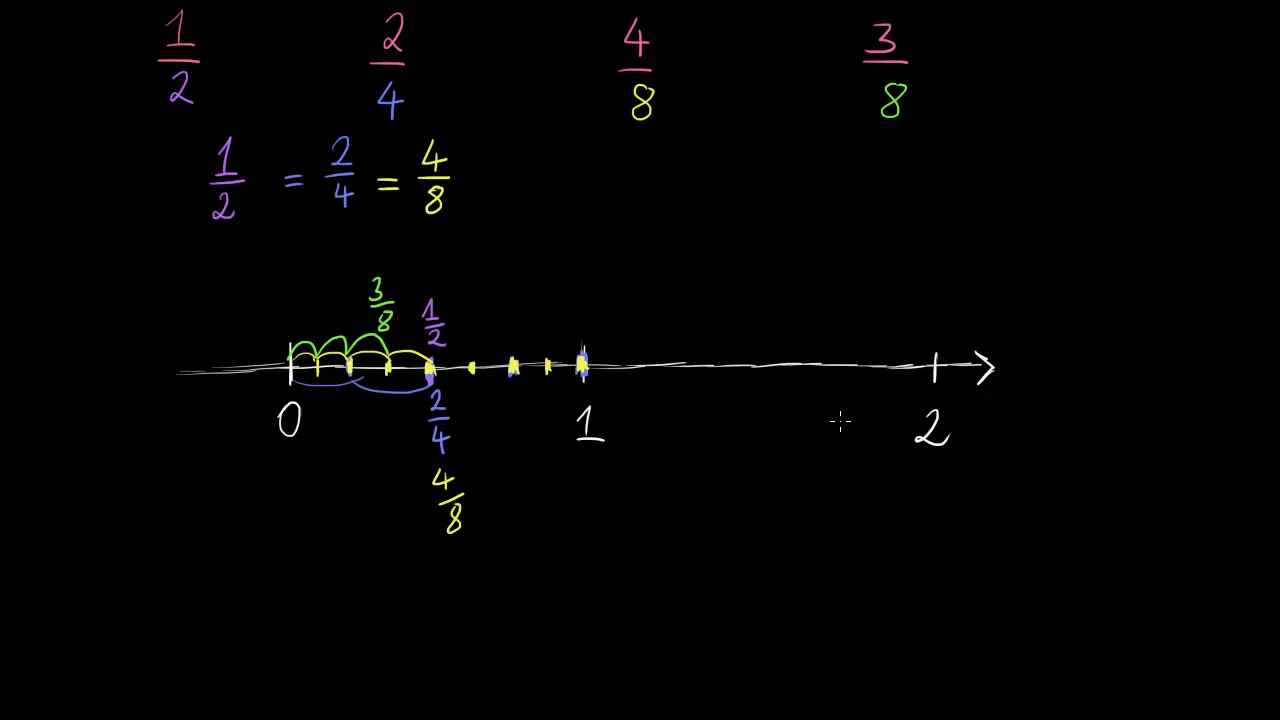 1/2 2/4 4/8 3/8
1/2 = 2/4 = 4/8
3/8 1/2
0 2/4 1 2
4/8